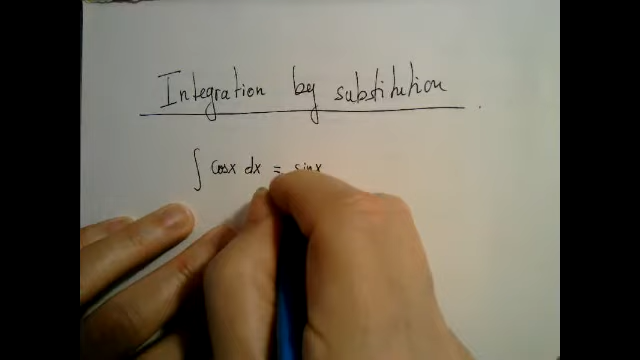 Integration by substitution
∫ cosx dx = sinx